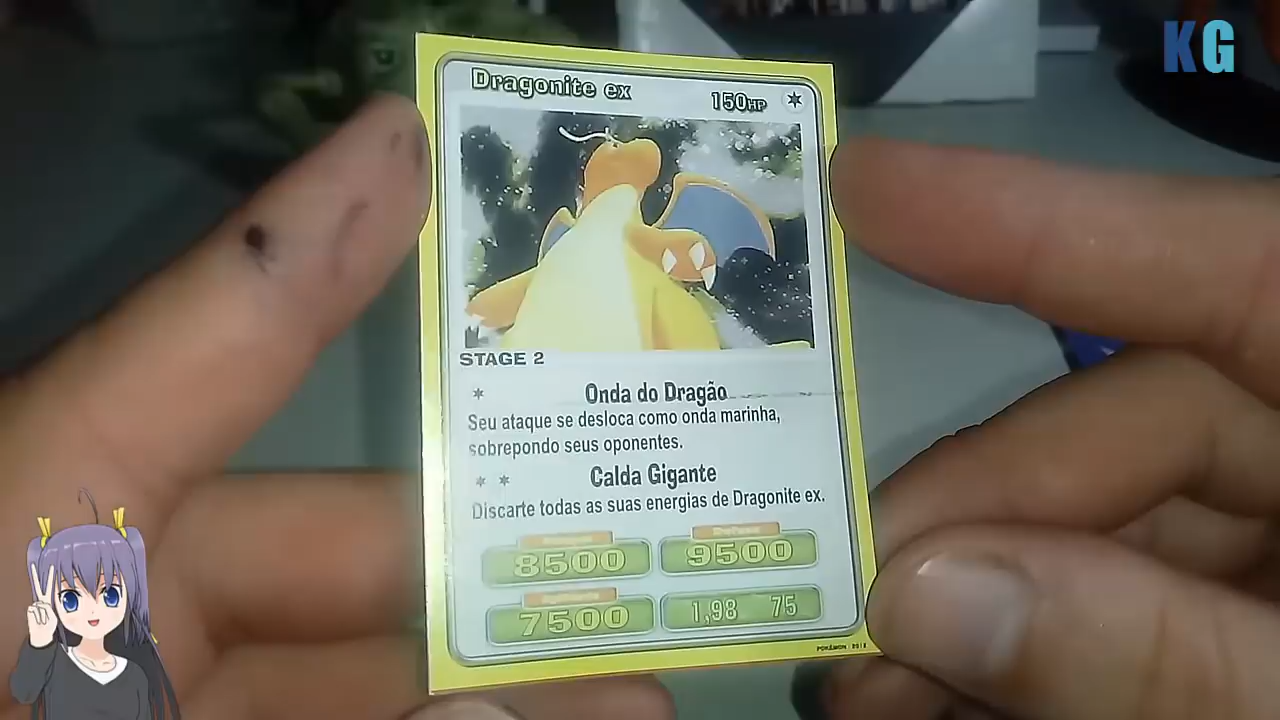 KG
Dragonite ex
150HP
STAGE 2
Onda do Dragão
Seu ataque se desloca como onda marinha,
sobrepondo seus oponentes.
Calda Gigante
Discarte todas as suas energias de Dragonite ex.
8500
9500
7500
1,98 75
POKÉMON